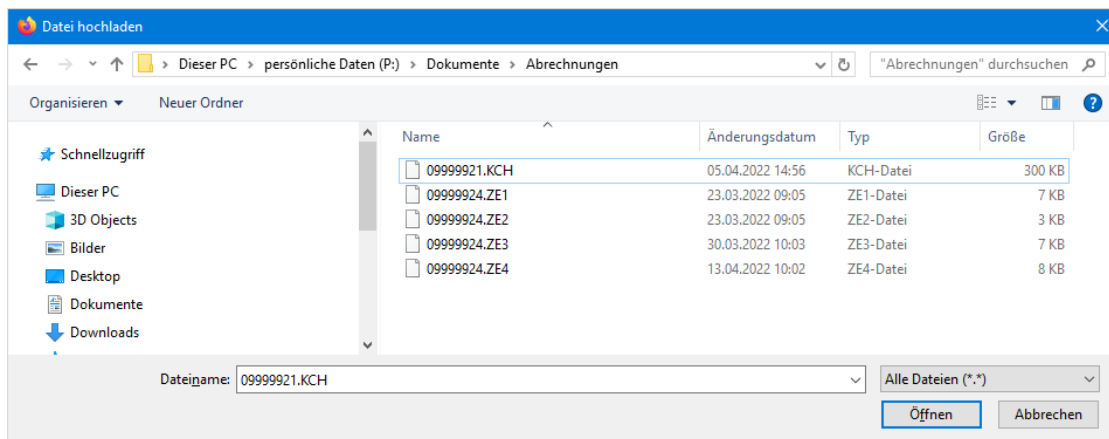 Datei hochladen
Dieser PC > persönliche Daten (P:) > Dokumente > Abrechnungen "Abrechnungen" durchsuchen
Organisieren Neuer Ordner
Schnellzugriff
Dieser PC
3D Objects
Bilder
Desktop
Dokumente
Downloads
Name Änderungsdatum Typ Größe
09999921.KCH 05.04.2022 14:56 KCH-Datei 300 KB
09999924.ZE1 23.03.2022 09:05 ZE1-Datei 7 KB
09999924.ZE2 23.03.2022 09:05 ZE2-Datei 3 KB
09999924.ZE3 30.03.2022 10:03 ZE3-Datei 7 KB
09999924.ZE4 13.04.2022 10:02 ZE4-Datei 8 KB
Dateiname: 09999921.KCH Alle Dateien (*.*)
Öffnen Abbrechen